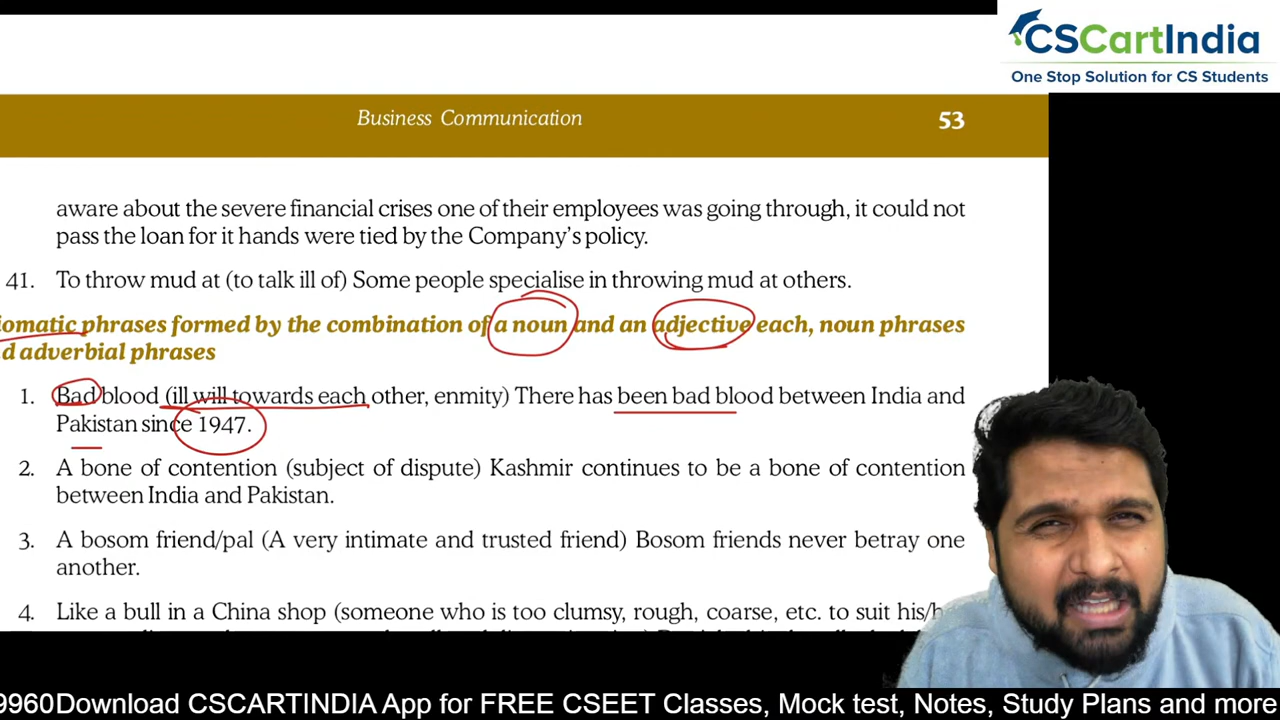 CSCartIndia
One Stop Solution for CS Students
Business Communication 53
aware about the severe financial crises one of their employees was going through, it could not
pass the loan for it hands were tied by the Company's policy.
41. To throw mud at (to talk ill of) Some people specialise in throwing mud at others.
iomatic phrases formed by the combination of a noun and an adjective each, noun phrases
d adverbial phrases
1. Bad blood (ill will towards each other, enmity) There has been bad blood between India and
Pakistan since 1947.
2. A bone of contention (subject of dispute) Kashmir continues to be a bone of contention
between India and Pakistan.
3. A bosom friend/pal (A very intimate and trusted friend) Bosom friends never betray one
another.
4. Like a bull in a China shop (someone who is too clumsy, rough, coarse, etc. to suit his/h
9960Download CSCARTINDIA App for FREE CSEET Classes, Mock test, Notes, Study Plans and more